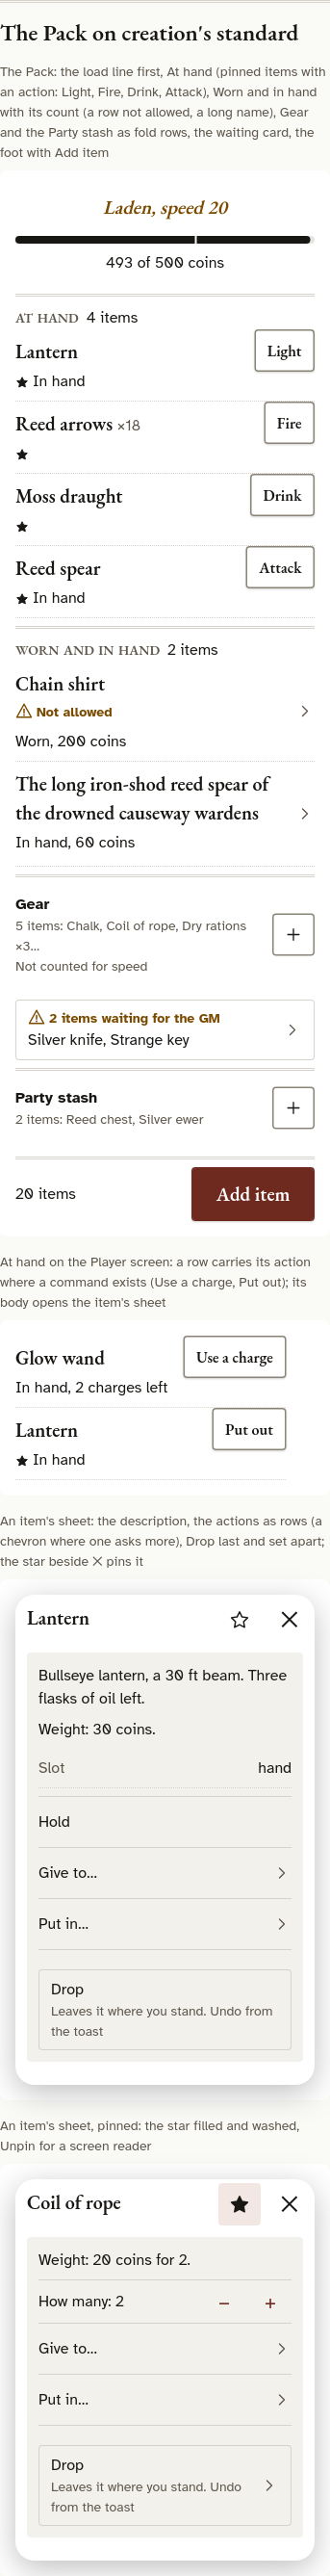 The Pack on creation's standard
The Pack: the load line first, At hand (pinned items with
an action: Light, Fire, Drink, Attack), Worn and in hand
with its count (a row not allowed, a long name), Gear
and the Party stash as fold rows, the waiting card, the
foot with Add item
Laden, speed 20
493 of 500 coins
AT HAND 4 items
Lantern
Light
★ In hand
Reed arrows ×18
Fire
★
Moss draught
Drink
★
Reed spear
Attack
★ In hand
WORN AND IN HAND 2 items
Chain shirt
Not allowed
Worn, 200 coins
The long iron-shod reed spear of
the drowned causeway wardens
In hand, 60 coins
Gear
5 items: Chalk, Coil of rope, Dry rations
×3...
Not counted for speed
2 items waiting for the GM
Silver knife, Strange key
Party stash
2 items: Reed chest, Silver ewer
20 items
Add item
At hand on the Player screen: a row carries its action
where a command exists (Use a charge, Put out); its
body opens the item's sheet
Glow wand
Use a charge
In hand, 2 charges left
Lantern
Put out
★ In hand
An item's sheet: the description, the actions as rows (a
chevron where one asks more), Drop last and set apart;
the star beside ✕ pins it
Lantern
Bullseye lantern, a 30 ft beam. Three
flasks of oil left.
Weight: 30 coins.
Slot hand
Hold
Give to...
Put in...
Drop
Leaves it where you stand. Undo from
the toast
An item's sheet, pinned: the star filled and washed,
Unpin for a screen reader
Coil of rope
Weight: 20 coins for 2.
How many: 2 − +
Give to...
Put in...
Drop
Leaves it where you stand. Undo
from the toast